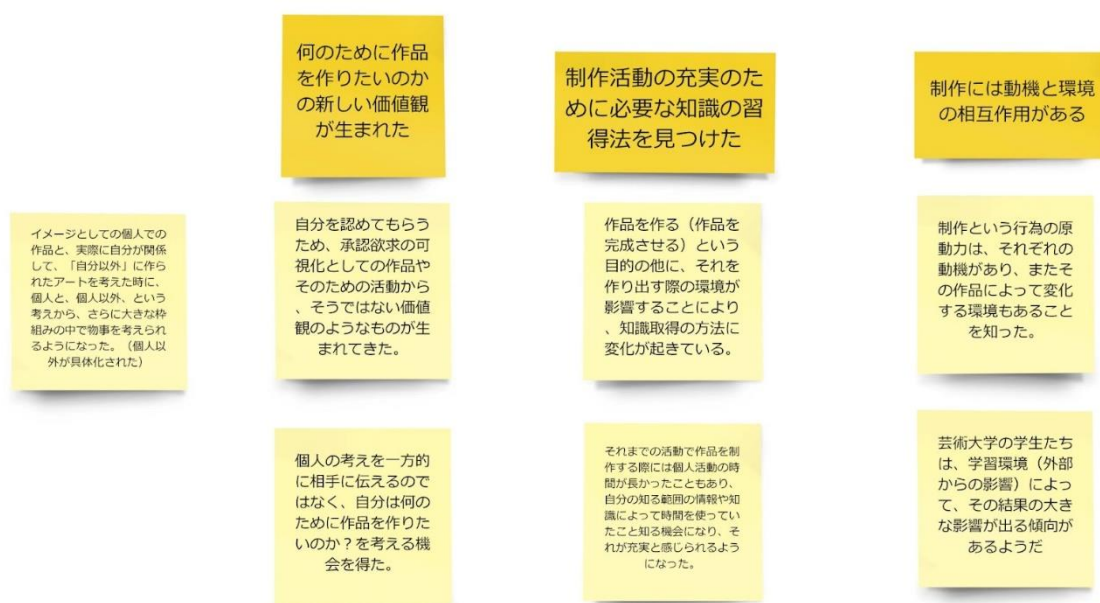 何のために作品
を作りたいのか
の新しい価値観
が生まれた
制作活動の充実のた
めに必要な知識の習
得法を見つけた
制作には動機と環境
の相互作用がある
イメージとしての個人での
作品と、実際に自分が関係
して、「自分以外」に作ら
れたアートを考えた時に、
個人と、個人以外、という
考えから、さらに大きな枠
組みの中で物事を考えられ
るようになった。（個人以
外が具体化された）
自分を認めてもらう
ため、承認欲求の可
視化としての作品や
そのための活動から
、そうではない価値
観のようなものが生
まれてきた。
作品を作る（作品を
完成させる）という
目的の他に、それを
作り出す際の環境が
影響することにより
、知識取得の方法に
変化が起きている。
制作という行為の原
動力は、それぞれの
動機があり、またそ
の作品によって変化
する環境もあること
を知った。
個人の考えを一方的
に相手に伝えるので
はなく、自分は何の
ために作品を作りた
いのか？を考える機
会を得た。
それまでの活動で作品を制
作する際には個人活動の時
間が長かったこともあり、
自分の知る範囲の情報や知
識によって時間を使ってい
たこと知る機会になり、そ
れが充実と感じられるよう
になった。
芸術大学の学生たち
は、学習環境（外部
からの影響）によっ
て、その結果の大き
な影響が出る傾向が
あるようだ